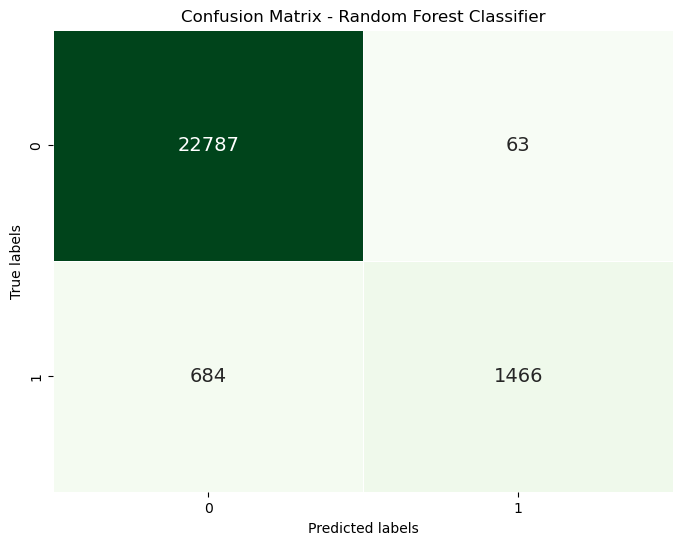 Confusion Matrix - Random Forest Classifier
0
22787
63
True labels
1
684
1466
0
1
Predicted labels